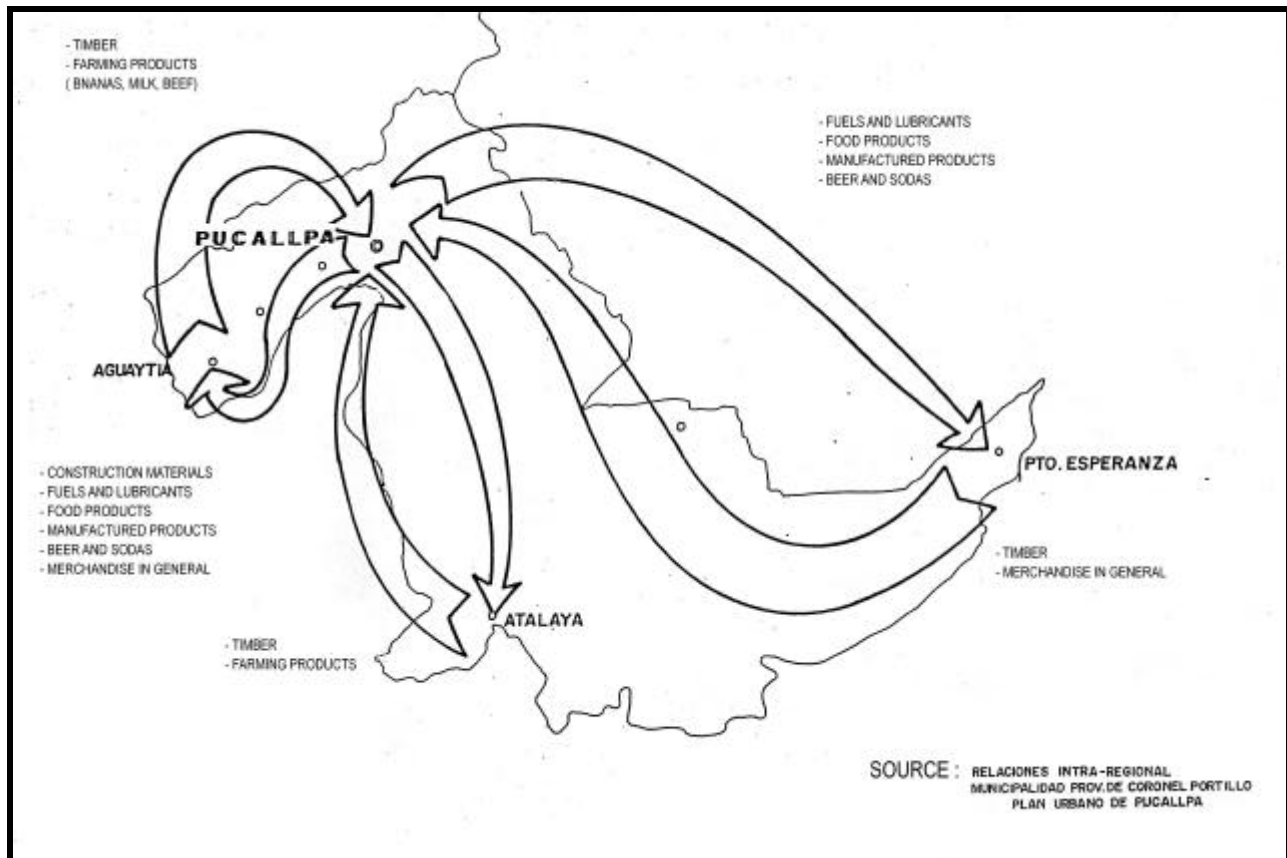 - TIMBER
- FARMING PRODUCTS
( BNANAS, MILK, BEEF)
- FUELS AND LUBRICANTS
- FOOD PRODUCTS
- MANUFACTURED PRODUCTS
- BEER AND SODAS
PUCALLPA
AGUAYTIA
PTO. ESPERANZA
- CONSTRUCTION MATERIALS
- FUELS AND LUBRICANTS
- FOOD PRODUCTS
- MANUFACTURED PRODUCTS
- BEER AND SODAS
- MERCHANDISE IN GENERAL
- TIMBER
- MERCHANDISE IN GENERAL
ATALAYA
- TIMBER
- FARMING PRODUCTS
SOURCE : RELACIONES INTRA-REGIONAL
MUNICIPALIDAD PROV. DE CORONEL PORTILLO
PLAN URBANO DE PUCALLPA